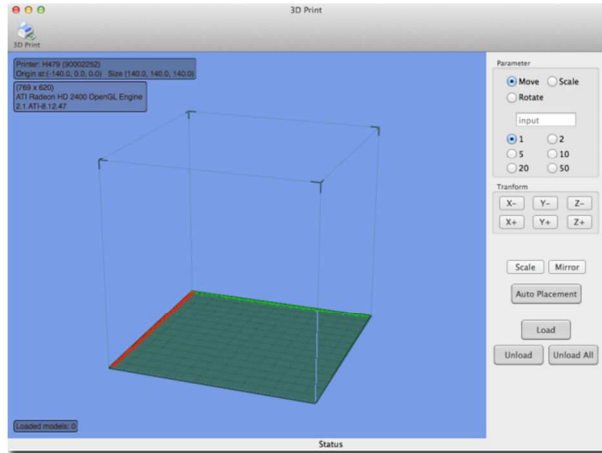 3D Print
3D Print
Printer: H479 (90002252)
Origin at (-140.0, 0.0, 0.0) Size (140.0, 140.0, 140.0)
(769 x 620)
ATI Radeon HD 2400 OpenGL Engine
2.1 ATI-8.12.47
Loaded models: 0
Parameter
Move Scale
Rotate
input
1 2
5 10
20 50
Tranform
X- Y- Z-
X+ Y+ Z+
Scale Mirror
Auto Placement
Load
Unload Unload All
Status